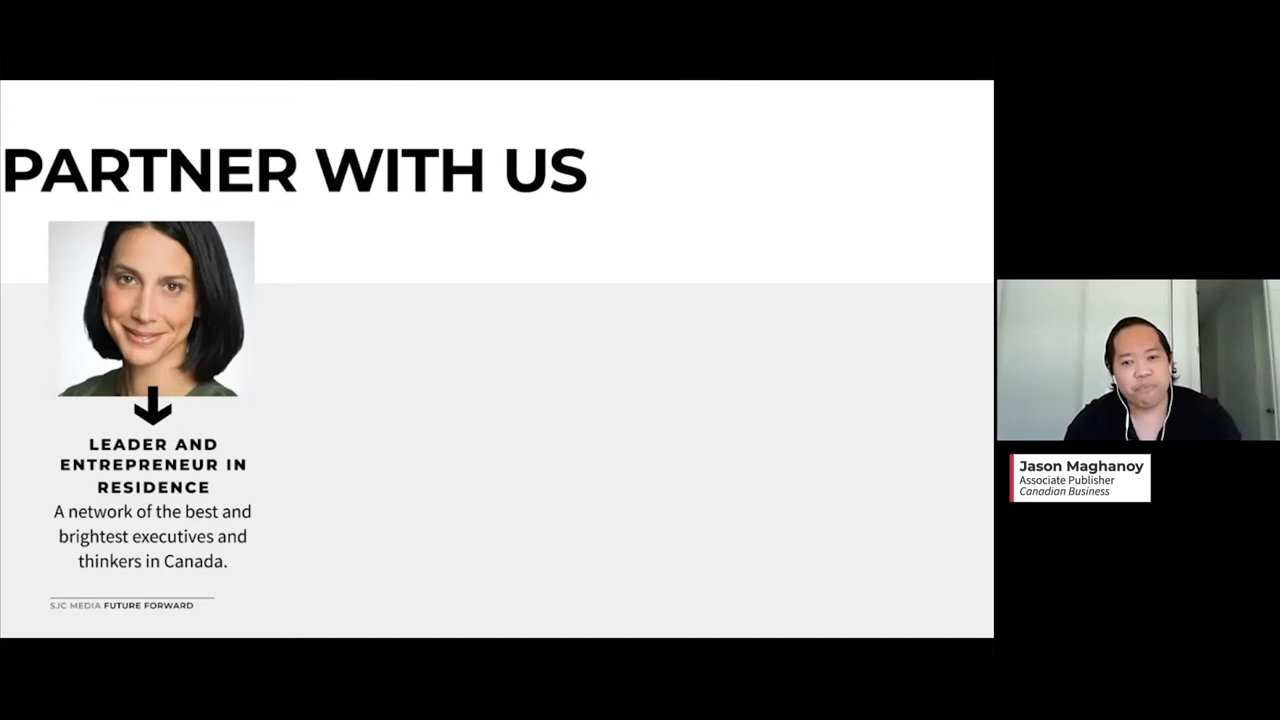 PARTNER WITH US
LEADER AND
ENTREPRENEUR IN
RESIDENCE
A network of the best and
brightest executives and
thinkers in Canada.
SJC MEDIA FUTURE FORWARD
Jason Maghanoy
Associate Publisher
Canadian Business